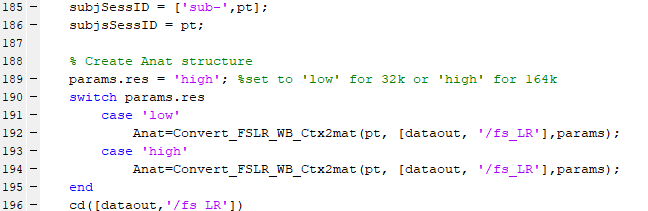 185 –     subjSessID = ['sub-',pt];
186 –     subjsSessID = pt;
187
188       % Create Anat structure
189 –     params.res = 'high'; %set to 'low' for 32k or 'high' for 164k
190 –     switch params.res
191 –         case 'low'
192 –             Anat=Convert_FSLR_WB_Ctx2mat(pt, [dataout, '/fs_LR'],params);
193 –         case 'high'
194 –             Anat=Convert_FSLR_WB_Ctx2mat(pt, [dataout, '/fs_LR'],params);
195 –     end
196 –     cd([dataout,'/fs LR'])